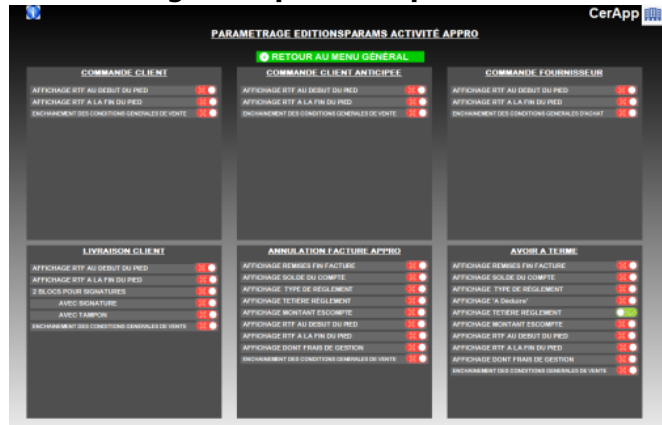 CerApp
PARAMETRAGE EDITIONSPARAMS ACTIVITÉ APPRO
RETOUR AU MENU GÉNÉRAL
COMMANDE CLIENT
AFFICHAGE RTF AU DEBUT DU PIED
AFFICHAGE RTF A LA FIN DU PIED
ENCHAINEMENT DES CONDITIONS GENERALES DE VENTE
COMMANDE CLIENT ANTICIPEE
AFFICHAGE RTF AU DEBUT DU PIED
AFFICHAGE RTF A LA FIN DU PIED
ENCHAINEMENT DES CONDITIONS GENERALES DE VENTE
COMMANDE FOURNISSEUR
AFFICHAGE RTF AU DEBUT DU PIED
AFFICHAGE RTF A LA FIN DU PIED
ENCHAINEMENT DES CONDITIONS GENERALES D'ACHAT
LIVRAISON CLIENT
AFFICHAGE RTF AU DEBUT DU PIED
AFFICHAGE RTF A LA FIN DU PIED
2 BLOCS POUR SIGNATURES
AVEC SIGNATURE
AVEC TAMPON
ENCHAINEMENT DES CONDITIONS GENERALES DE VENTE
ANNULATION FACTURE APPRO
AFFICHAGE REMISES FIN FACTURE
AFFICHAGE SOLDE DU COMPTE
AFFICHAGE TYPE DE RÈGLEMENT
AFFICHAGE TETIERE RÈGLEMENT
AFFICHAGE MONTANT ESCOMPTE
AFFICHAGE RTF AU DEBUT DU PIED
AFFICHAGE RTF A LA FIN DU PIED
AFFICHAGE DONT FRAIS DE GESTION
ENCHAINEMENT DES CONDITIONS GENERALES DE VENTE
AVOIR A TERME
AFFICHAGE REMISES FIN FACTURE
AFFICHAGE SOLDE DU COMPTE
AFFICHAGE TYPE DE RÈGLEMENT
AFFICHAGE 'A Déduire'
AFFICHAGE TETIERE RÈGLEMENT
AFFICHAGE MONTANT ESCOMPTE
AFFICHAGE RTF AU DEBUT DU PIED
AFFICHAGE RTF A LA FIN DU PIED
AFFICHAGE DONT FRAIS DE GESTION
ENCHAINEMENT DES CONDITIONS GENERALES DE VENTE